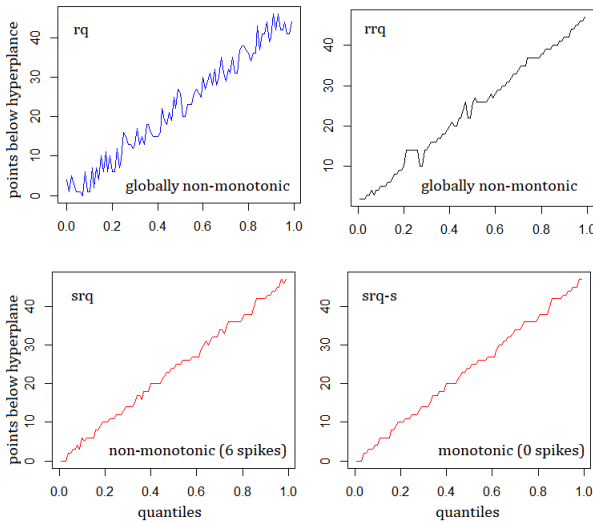 rq
points below hyperplane
0 10 20 30 40
globally non-monotonic
0.0 0.2 0.4 0.6 0.8 1.0
rrq
10 20 30 40
globally non-montonic
0.0 0.2 0.4 0.6 0.8 1.0
srq
points below hyperplane
0 10 20 30 40
non-monotonic (6 spikes)
0.0 0.2 0.4 0.6 0.8 1.0
quantiles
srq-s
0 10 20 30 40
monotonic (0 spikes)
0.0 0.2 0.4 0.6 0.8 1.0
quantiles